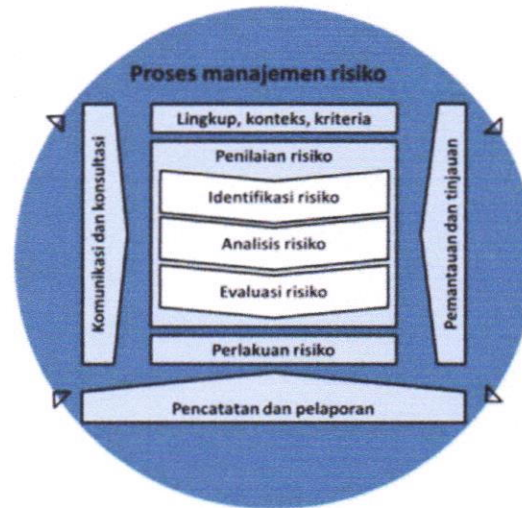 Proses manajemen risiko
Lingkup, konteks, kriteria
Komunikasi dan konsultasi
Penilaian risiko
Identifikasi risiko
Analisis risiko
Evaluasi risiko
Pemantauan dan tinjauan
Perlakuan risiko
Pencatatan dan pelaporan